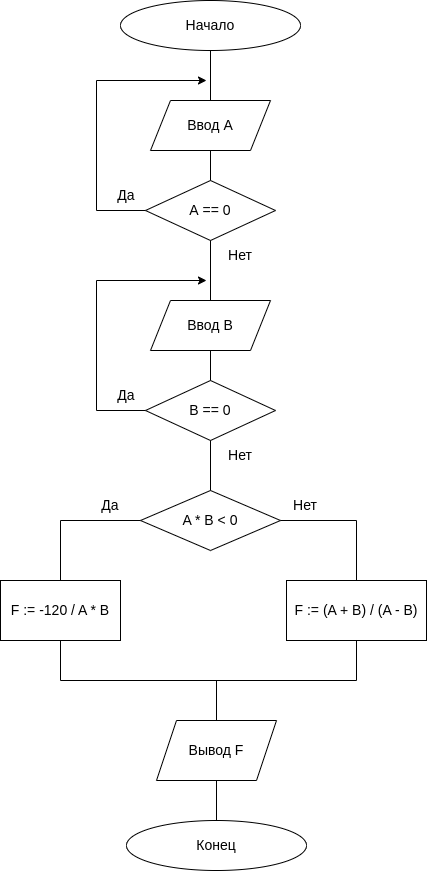 Начало
Ввод A
Да
A == 0
Нет
Ввод B
Да
B == 0
Нет
Да
Нет
A * B < 0
F := -120 / A * B
F := (A + B) / (A - B)
Вывод F
Конец